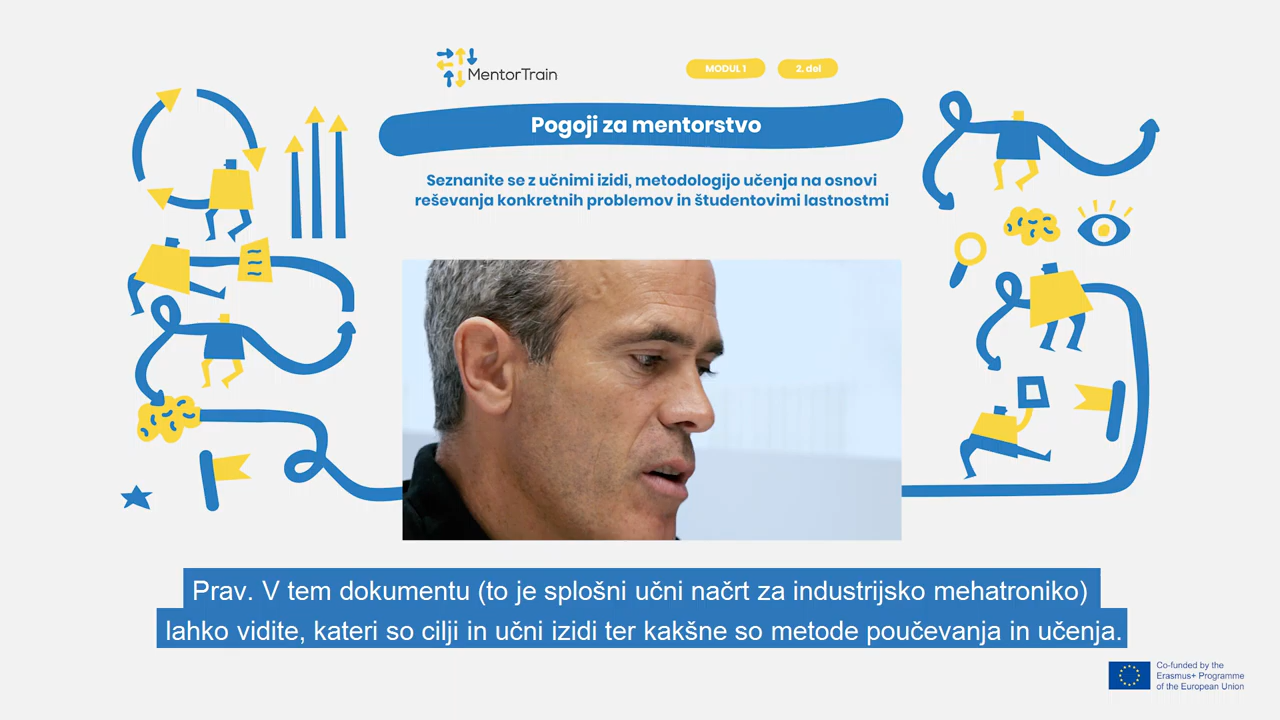 MentorTrain
MODUL 1
2. del
Pogoji za mentorstvo
Seznanite se z učnimi izidi, metodologijo učenja na osnovi
reševanja konkretnih problemov in študentovimi lastnostmi
Prav. V tem dokumentu (to je splošni učni načrt za industrijsko mehatroniko)
lahko vidite, kateri so cilji in učni izidi ter kakšne so metode poučevanja in učenja.
Co-funded by the
Erasmus+ Programme
of the European Union